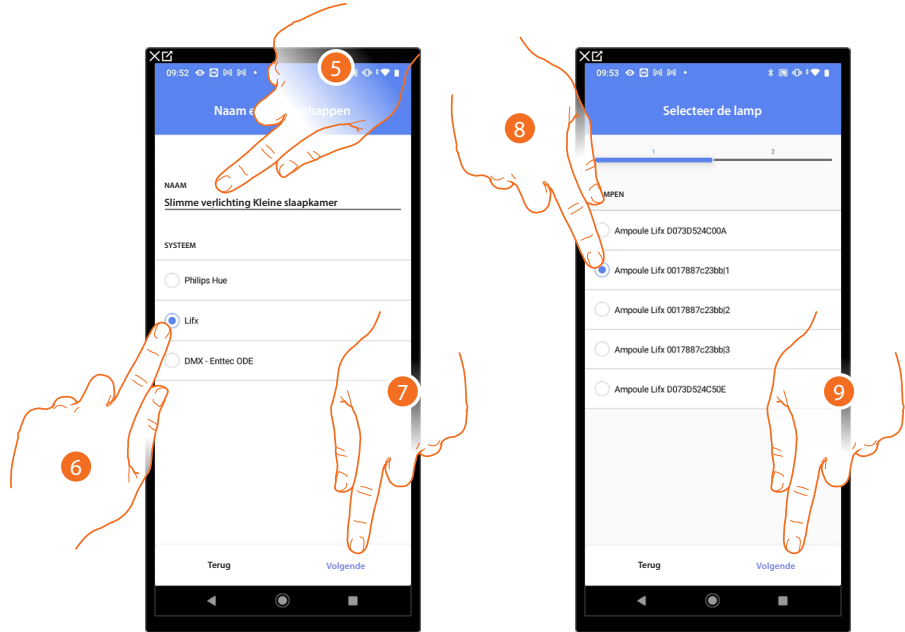 5
09:52
Naam e
chappen
NAAM
Slimme verlichting Kleine slaapkamer
SYSTEEM
Philips Hue
Lifx
DMX - Enttec ODE
6
7
Terug
Volgende
8
09:53
Selecteer de lamp
1
2
MPEN
Ampoule Lifx D073D524C00A
Ampoule Lifx 0017887c23bb|1
Ampoule Lifx 0017887c23bb|2
Ampoule Lifx 0017887c23bb|3
Ampoule Lifx D073D524C50E
9
Terug
Volgende